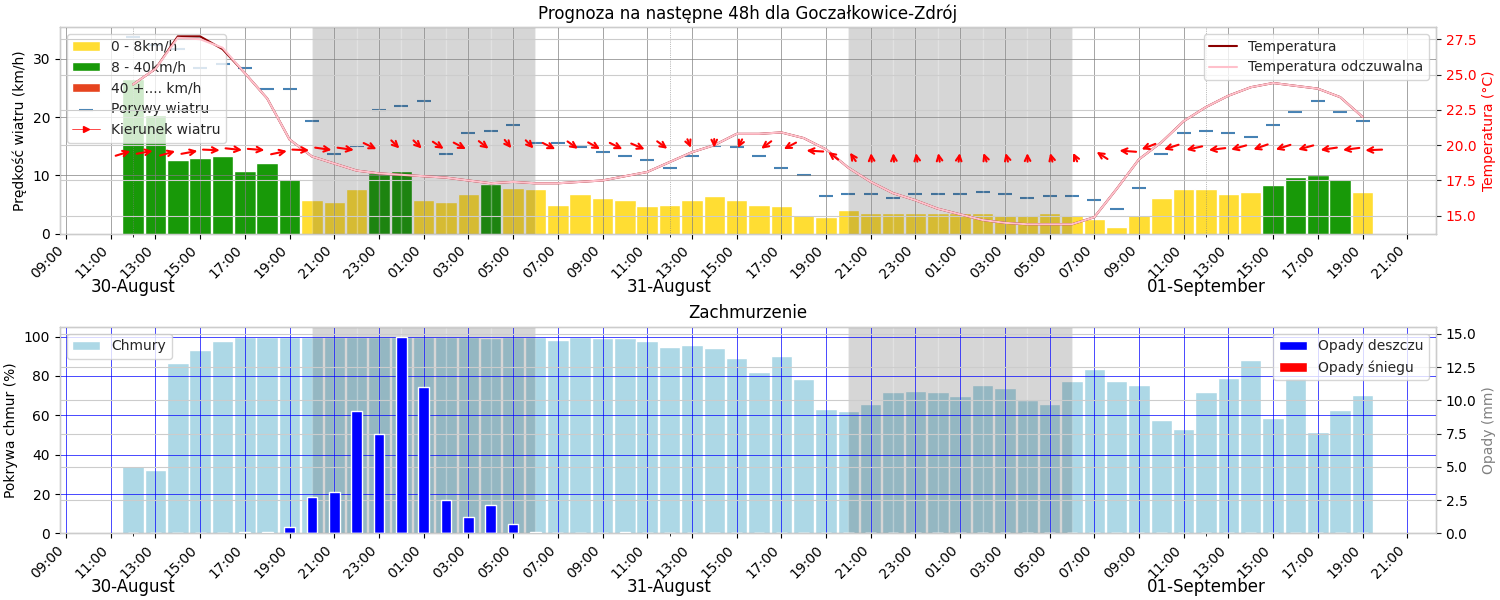 Prognoza na następne 48h dla Goczałkowice-Zdrój
Prędkość wiatru (km/h)
30
20
10
0
0 - 8km/h
8 - 40km/h
40 +.... km/h
Porywy wiatru
Kierunek wiatru
Temperatura
Temperatura odczuwalna
27.5
25.0
22.5
20.0
17.5
15.0
Temperatura (°C)
09:00 11:00 13:00 15:00 17:00 19:00 21:00 23:00 01:00 03:00 05:00 07:00 09:00 11:00 13:00 15:00 17:00 19:00 21:00 23:00 01:00 03:00 05:00 07:00 09:00 11:00 13:00 15:00 17:00 19:00 21:00
30-August 31-August 01-September
Zachmurzenie
Pokrywa chmur (%)
100
80
60
40
20
0
Chmury
Opady deszczu
Opady śniegu
15.0
12.5
10.0
7.5
5.0
2.5
0.0
Opady (mm)
09:00 11:00 13:00 15:00 17:00 19:00 21:00 23:00 01:00 03:00 05:00 07:00 09:00 11:00 13:00 15:00 17:00 19:00 21:00 23:00 01:00 03:00 05:00 07:00 09:00 11:00 13:00 15:00 17:00 19:00 21:00
30-August 31-August 01-September